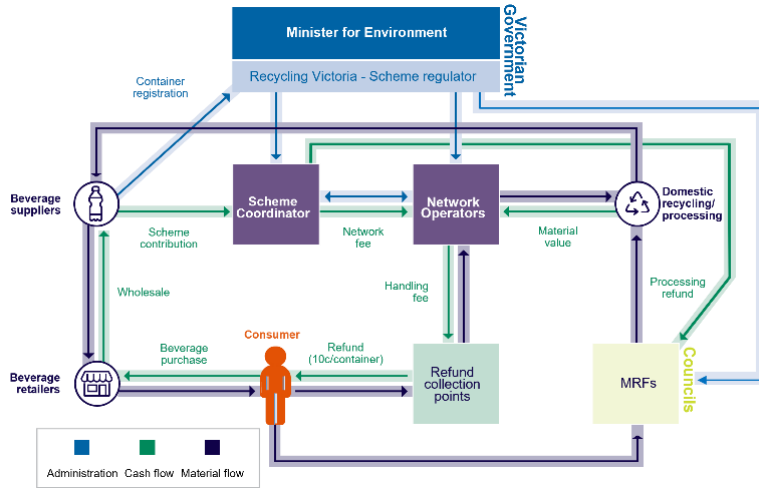 Minister for Environment
Victorian
Government
Recycling Victoria - Scheme regulator
Container
registration
Beverage
suppliers
Scheme
Coordinator
Network
Operators
Domestic
recycling/
processing
Scheme
contribution
Network
fee
Material
value
Wholesale
Handling
fee
Processing
refund
Consumer
Beverage
purchase
Refund
(10c/container)
Beverage
retailers
Refund
collection
points
MRFs
Councils
Administration
Cash flow
Material flow